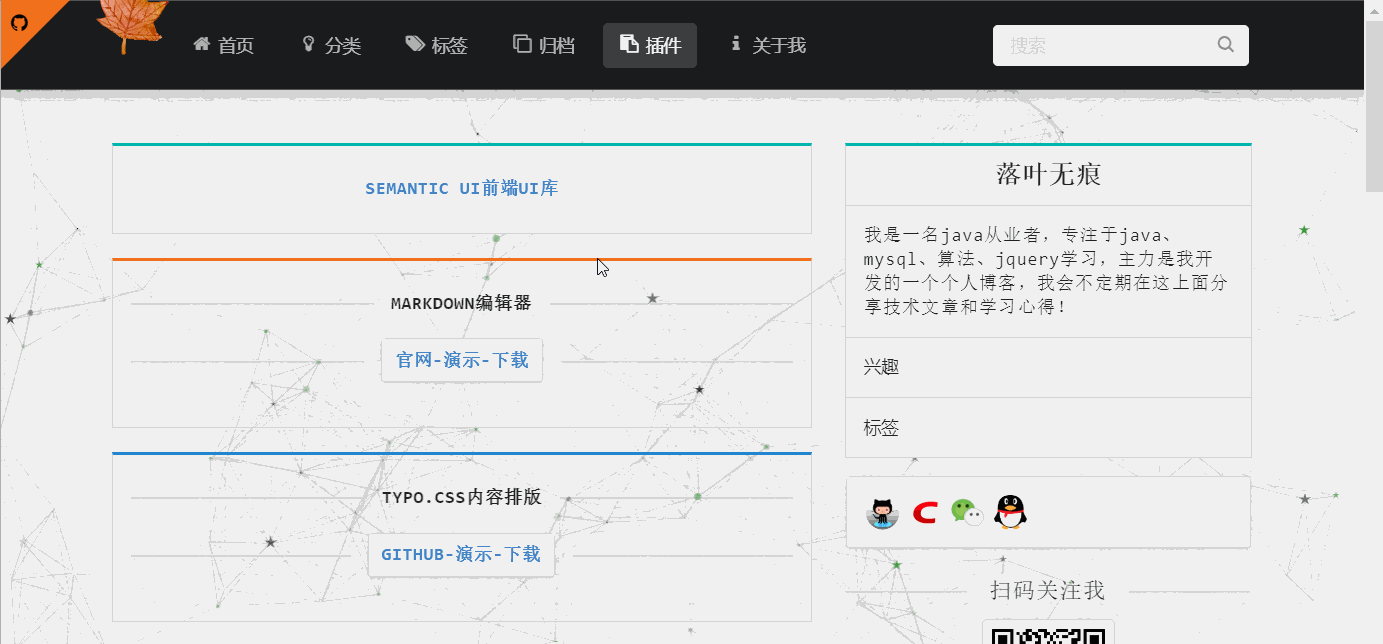 首页 分类 标签 归档 插件 关于我 搜索
SEMANTIC UI前端UI库
MARKDOWN编辑器
官网-演示-下载
TYPO.CSS内容排版
GITHUB-演示-下载
落叶无痕
我是一名java从业者，专注于java、
mysql、算法、jquery学习，主力是我开
发的一个个人博客，我会不定期在这上面分
享技术文章和学习心得！
兴趣
标签
扫码关注我